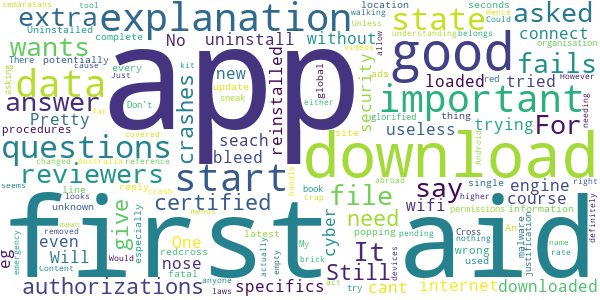 app
first aid
download
good
explanation
important
extra
wants
data
answer
questions
reviewers
start
state
asked
fails
authorizations
certified
file
need
say
For
It
Still
give
crashes
reinstalled
uninstall
without
No
connect
tried
loaded
trying
useless
security
new
seach
bleed
engine
course
wifi
cyber
internet
cant
downloaded
specifics
nose
One
Will
even
eg
Pretty
procedures
line
unknown
potentially
Uninstalled
complete
There
cause
Just
update
sneak
far
Don't
kit
every
asking
semaratans
tool
walking
location
global
ads
videos
allow
seconds
Could
Hence
understanding
belongs
Unless
organisation
However
red
popping
thing
glorified
either
site
needing
Android
Cross
reply
covered
changed
Australia
reference
crash
handle
book
crap
abroad
single
right
higher
permissions
information
An
malware
justification
nothing
pending
devices
definitely
name
rate
wrong
used
act
try
brick
My
empty
actually
latest
redcross
fatal
anyone
laws
mends
Would
looks
removed
mean
Content
emergency
seems
especially